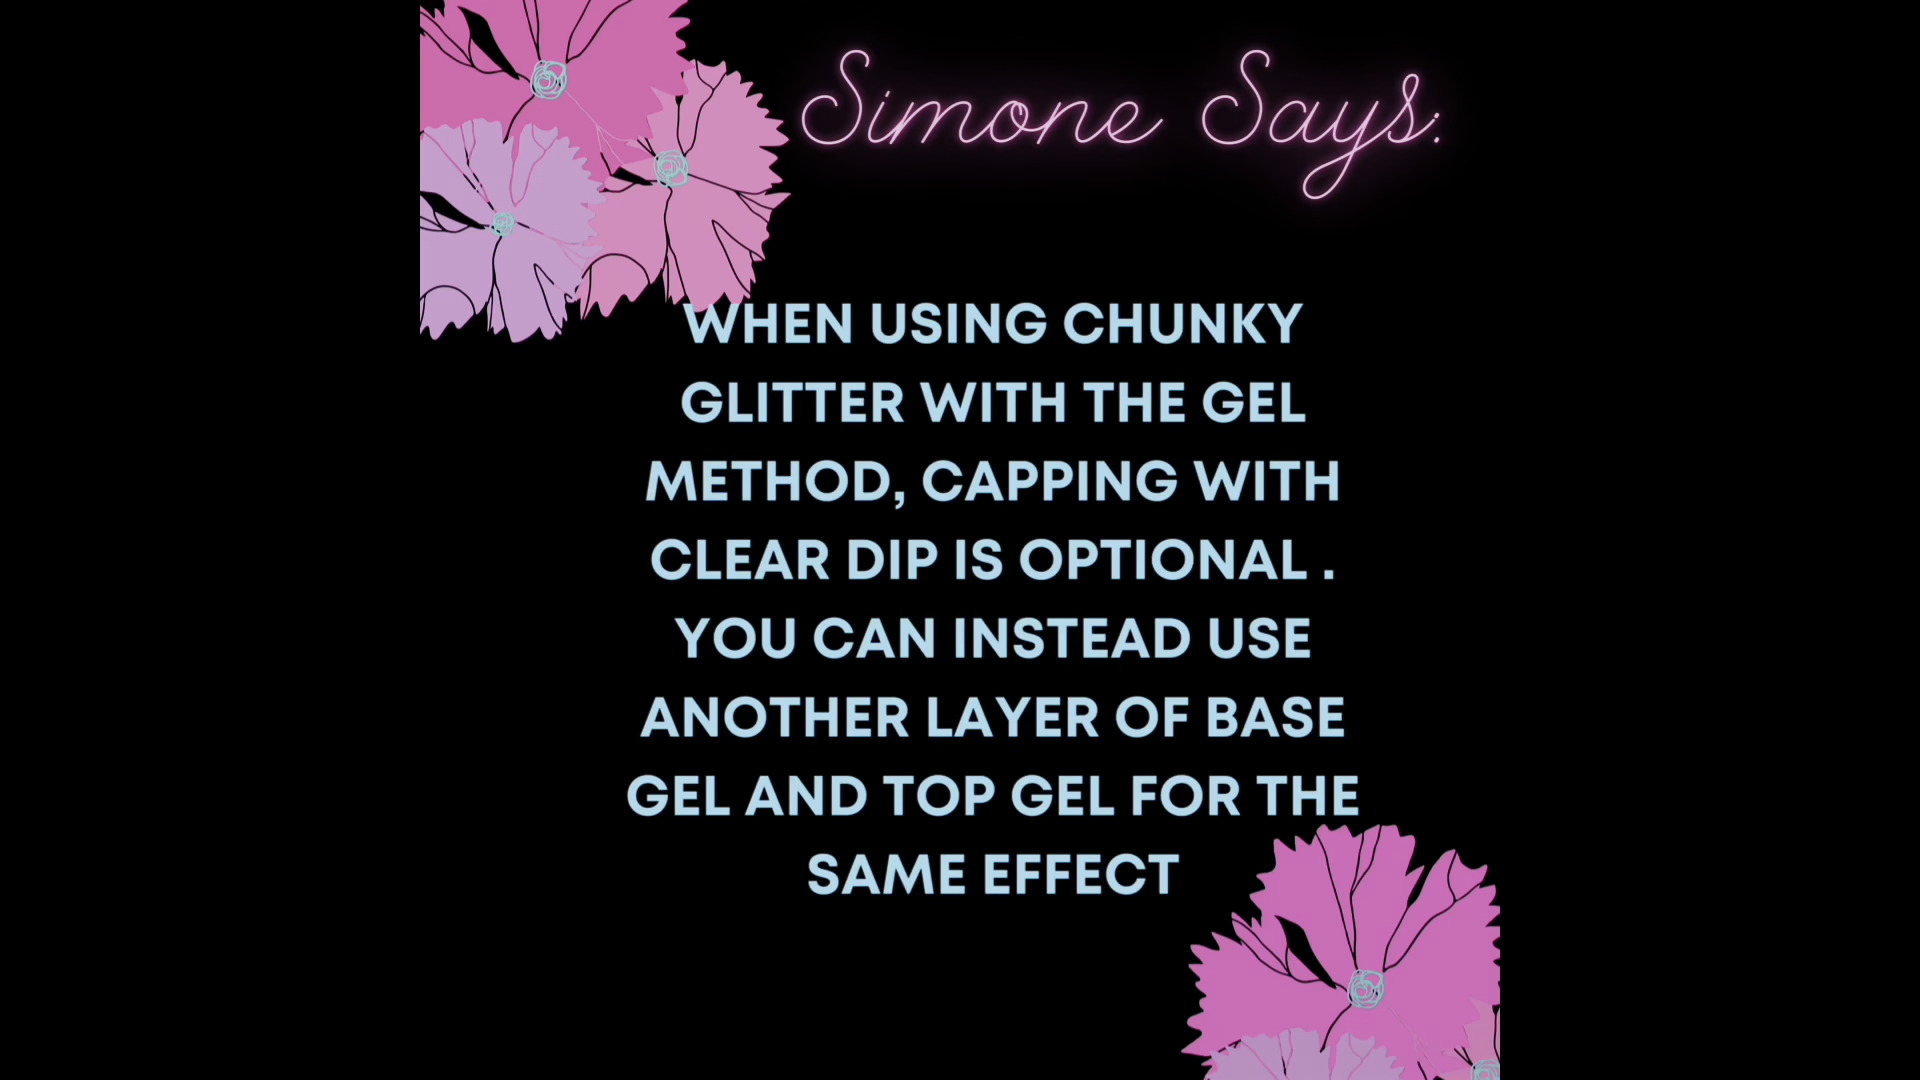 Simone Says:
WHEN USING CHUNKY
GLITTER WITH THE GEL
METHOD, CAPPING WITH
CLEAR DIP IS OPTIONAL .
YOU CAN INSTEAD USE
ANOTHER LAYER OF BASE
GEL AND TOP GEL FOR THE
SAME EFFECT